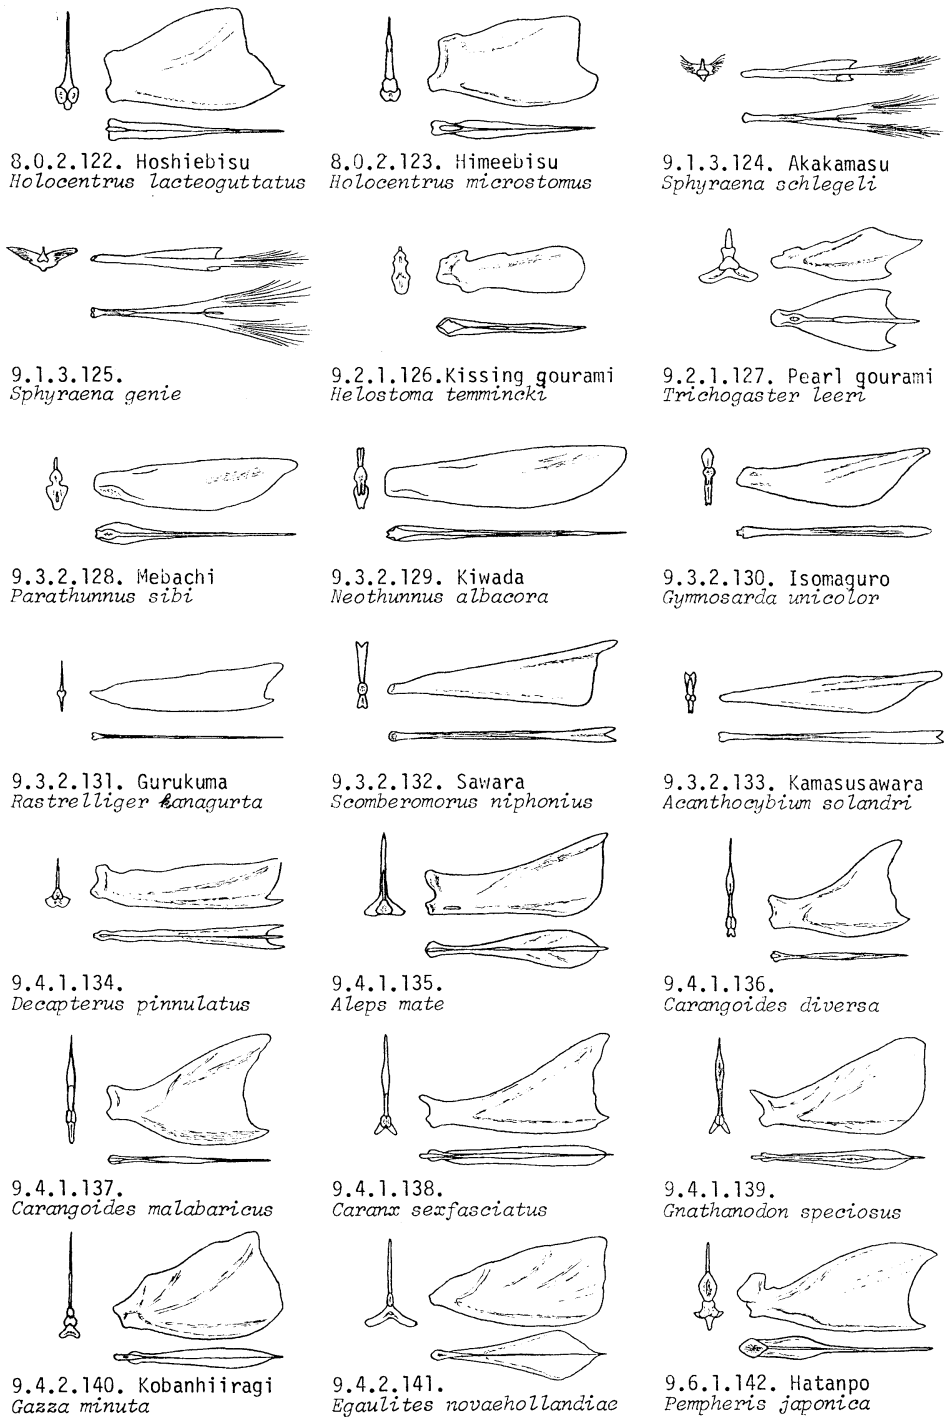 8.0.2.122. Hoshiebisu
Holocentrus lacteoguttatus
8.0.2.123. Himeebisu
Holocentrus microstomus
9.1.3.124. Akakamasu
Sphyraena schlegeli
9.1.3.125.
Sphyraena genie
9.2.1.126.Kissing gourami
Helostoma temmincki
9.2.1.127. Pearl gourami
Trichogaster leeri
9.3.2.128. Mebachi
Parathunnus sibi
9.3.2.129. Kiwada
Neothunnus albacora
9.3.2.130. Isomaguro
Gymnosarda unicolor
9.3.2.131. Gurukuma
Rastrelliger kanagurta
9.3.2.132. Sawara
Scomberomorus niphonius
9.3.2.133. Kamasusawara
Acanthocybium solandri
9.4.1.134.
Decapterus pinnulatus
9.4.1.135.
Aleps mate
9.4.1.136.
Carangoides diversa
9.4.1.137.
Carangoides malabaricus
9.4.1.138.
Caranx sexfasciatus
9.4.1.139.
Gnathanodon speciosus
9.4.2.140. Kobanhiiragi
Gazza minuta
9.4.2.141.
Egaulites novaehollandiae
9.6.1.142. Hatanpo
Pempheris japonica